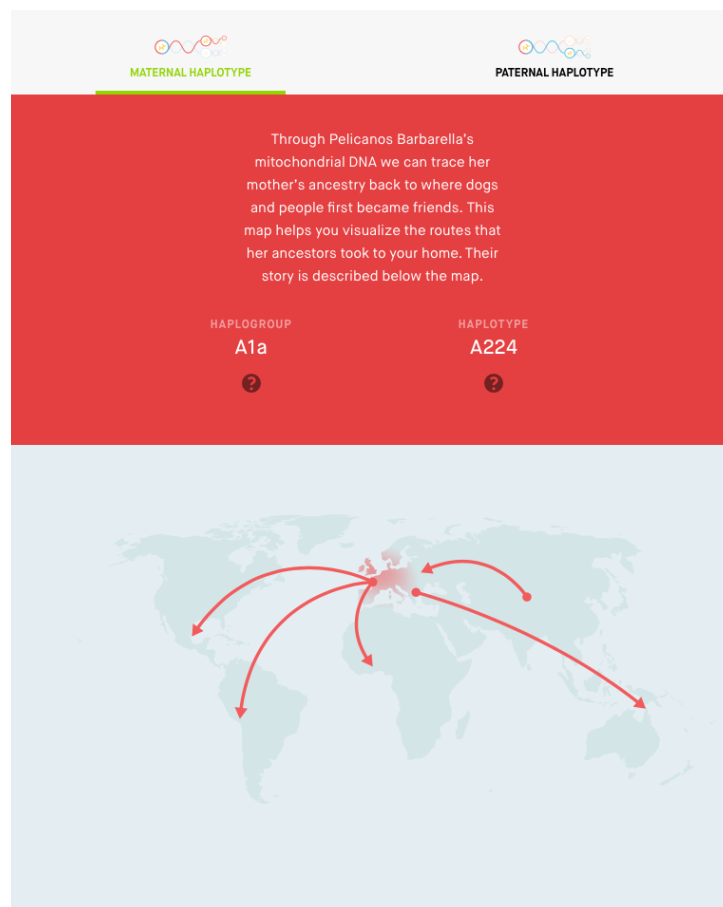 MATERNAL HAPLOTYPE
PATERNAL HAPLOTYPE
Through Pelicanos Barbarella's
mitochondrial DNA we can trace her
mother's ancestry back to where dogs
and people first became friends. This
map helps you visualize the routes that
her ancestors took to your home. Their
story is described below the map.
HAPLOGROUP
HAPLOTYPE
A1a
A224
?
?